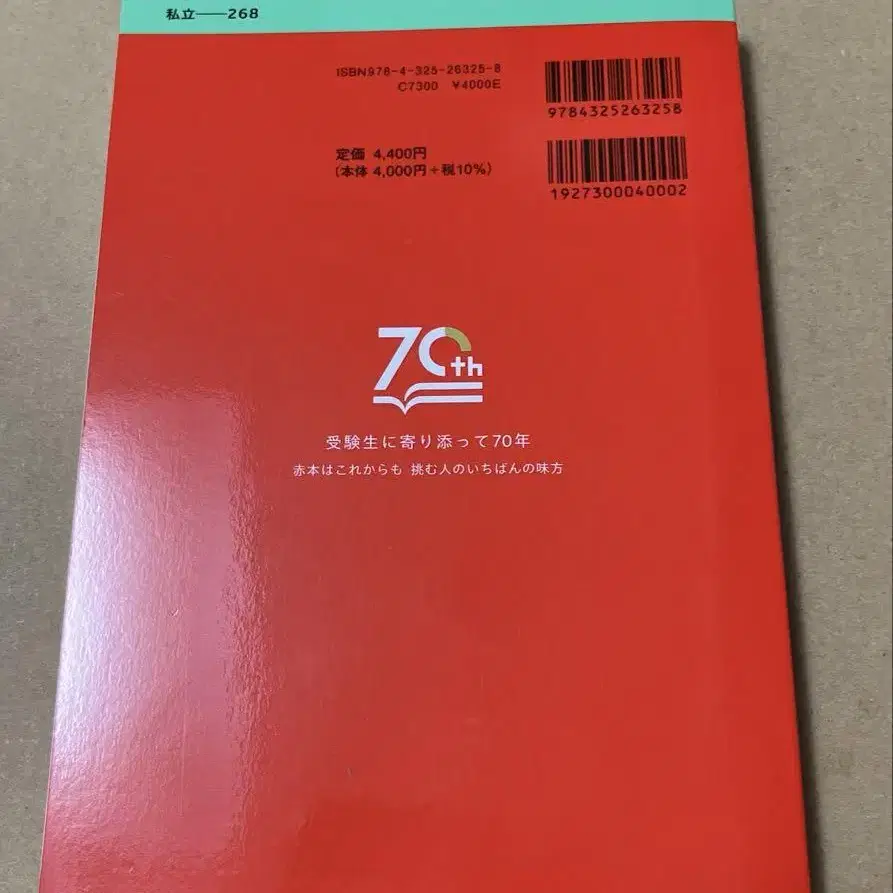 私立──268
ISBN978-4-325-26325-8
C7300 ¥4000E
9784325263258
定価 4,400円
(本体 4,000円+税10%)
1927300040002
70th
受験生に寄り添って70年
赤本はこれからも 挑む人のいちばんの味方